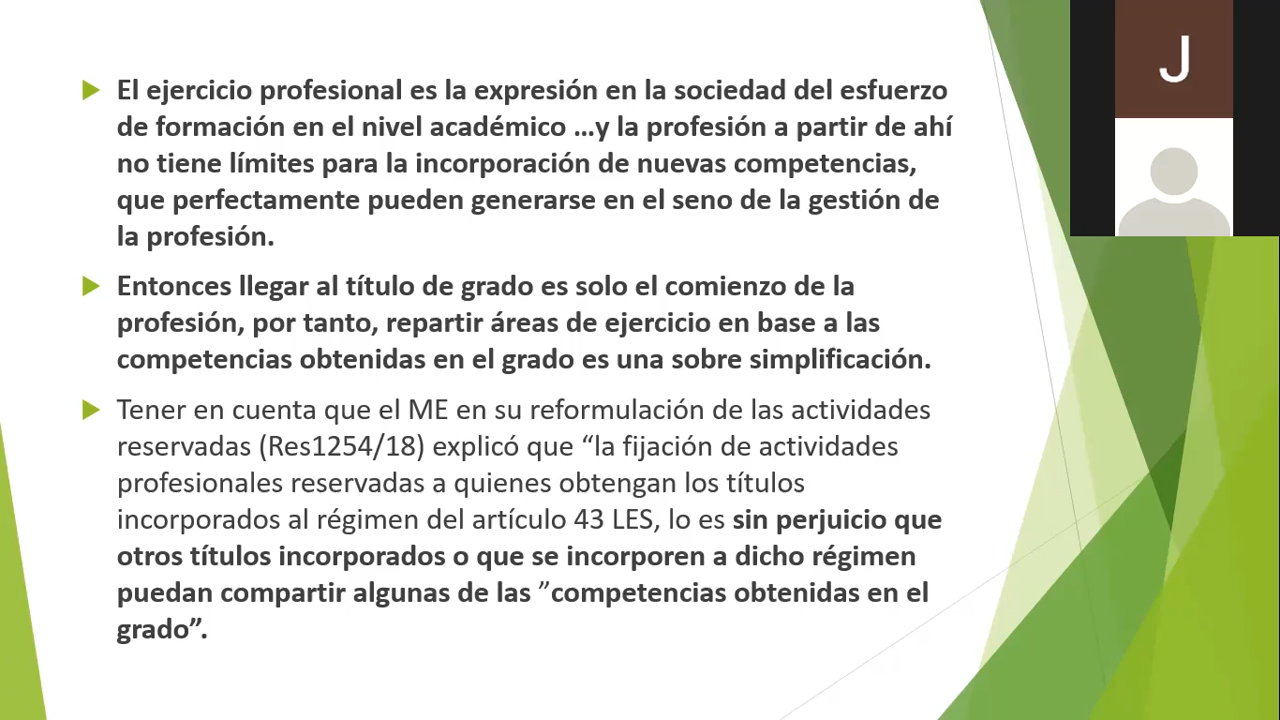 El ejercicio profesional es la expresión en la sociedad del esfuerzo
de formación en el nivel académico …y la profesión a partir de ahí
no tiene límites para la incorporación de nuevas competencias,
que perfectamente pueden generarse en el seno de la gestión de
la profesión.
Entonces llegar al título de grado es solo el comienzo de la
profesión, por tanto, repartir áreas de ejercicio en base a las
competencias obtenidas en el grado es una sobre simplificación.
Tener en cuenta que el ME en su reformulación de las actividades
reservadas (Res1254/18) explicó que “la fijación de actividades
profesionales reservadas a quienes obtengan los títulos
incorporados al régimen del artículo 43 LES, lo es sin perjuicio que
otros títulos incorporados o que se incorporen a dicho régimen
puedan compartir algunas de las ”competencias obtenidas en el
grado”.
J